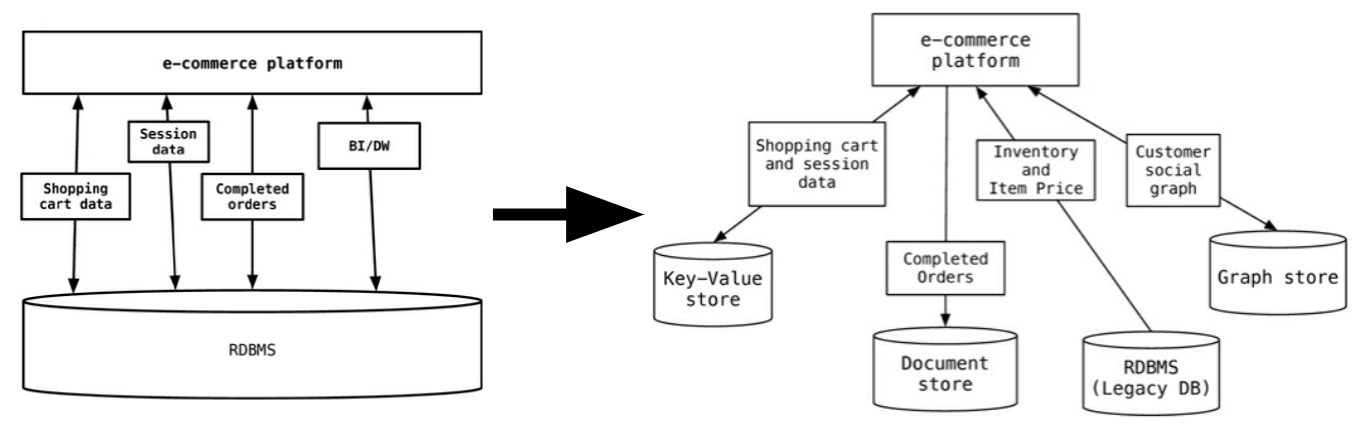 e-commerce platform
Shopping
cart data
Session
data
Completed
orders
BI/DW
RDBMS
e-commerce
platform
Shopping cart
and session
data
Completed
Orders
Inventory
and
Item Price
Customer
social
graph
Key-Value
store
Document
store
RDBMS
(Legacy DB)
Graph store